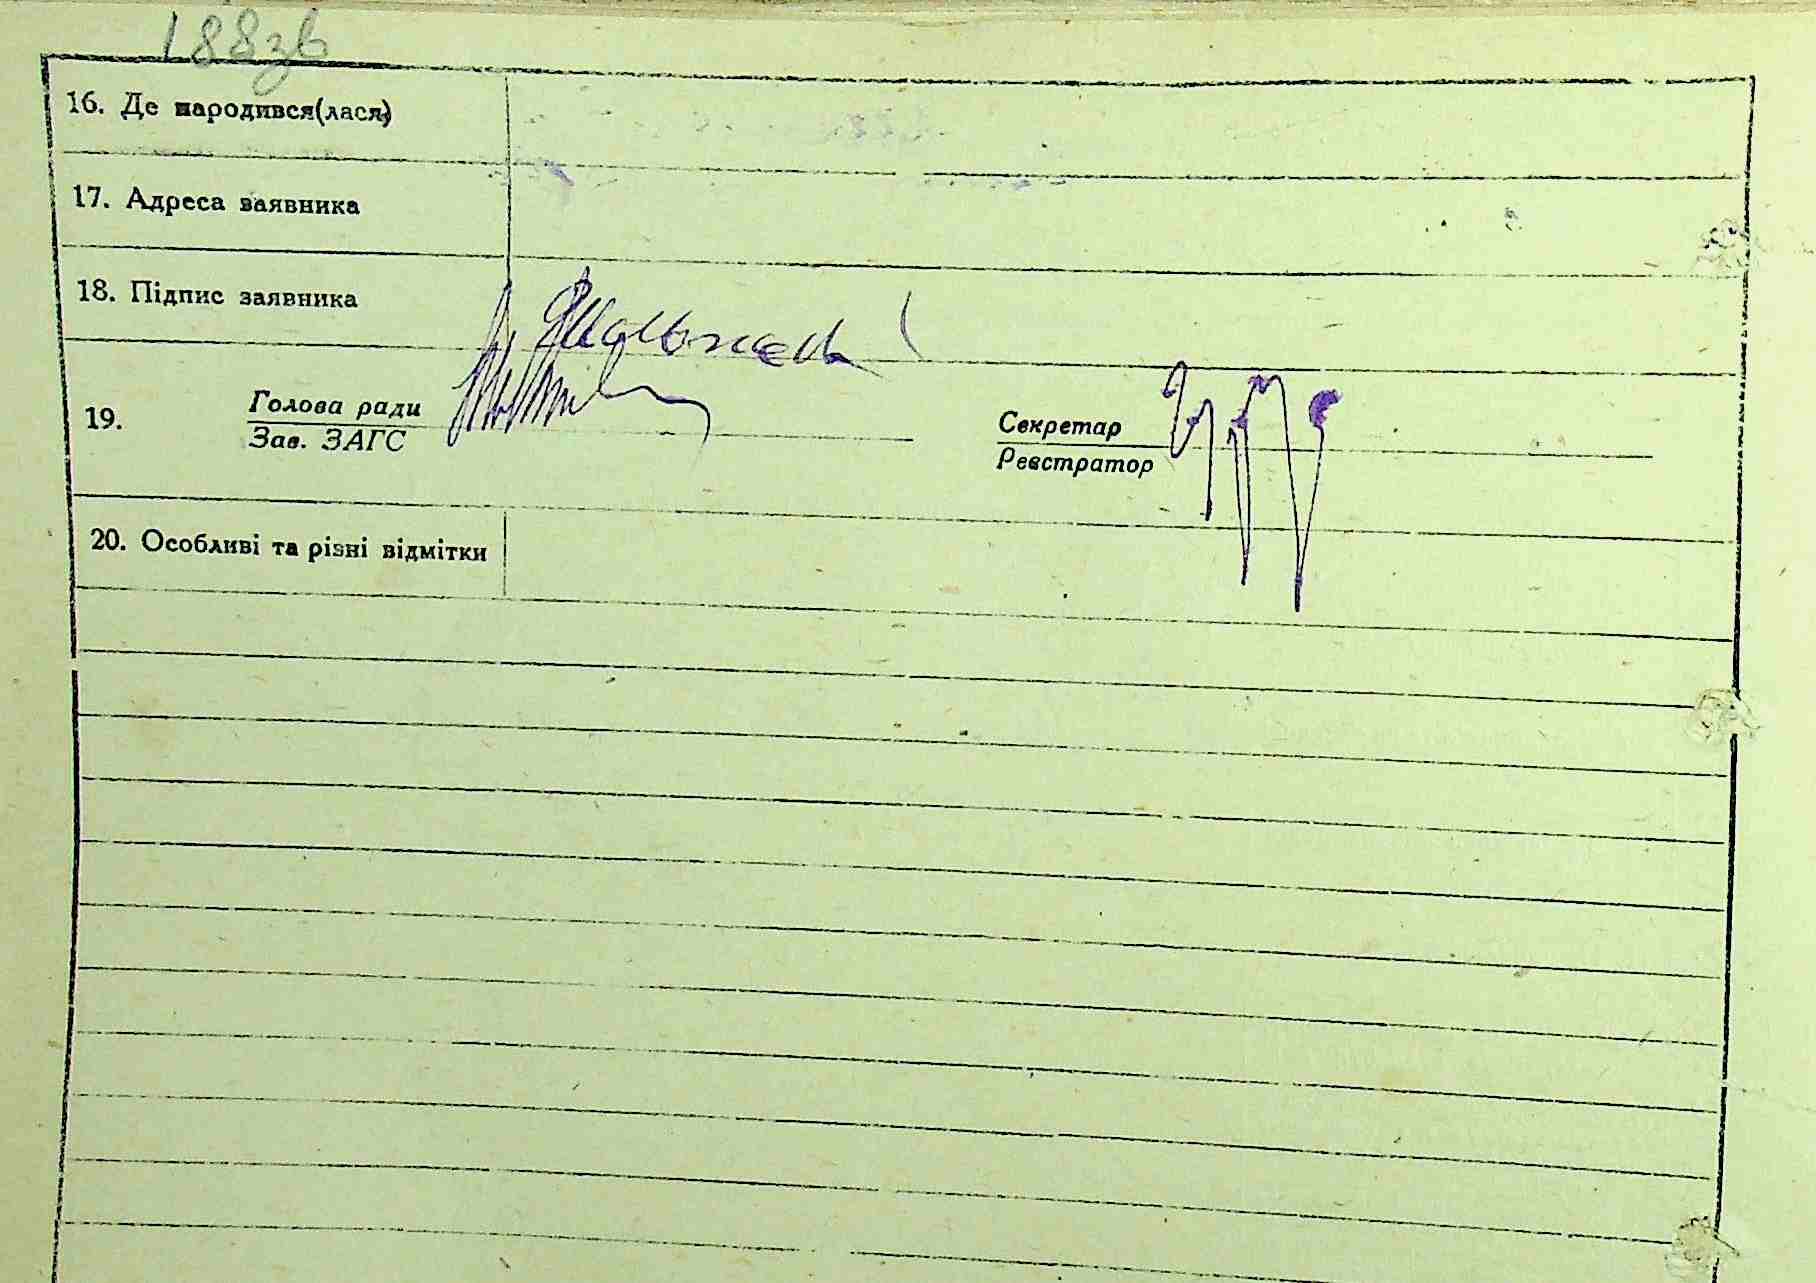 188зв
16. Де народився(лася)
17. Адреса заявника
18. Підпис заявника
19. Голова ради Секретар
Зав. ЗАГС Реєстратор
20. Особливі та різні відмітки